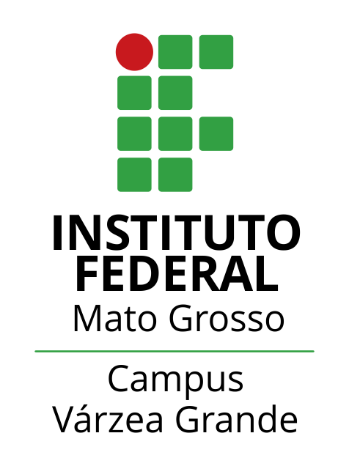 INSTITUTO
FEDERAL
Mato Grosso
Campus
Várzea Grande